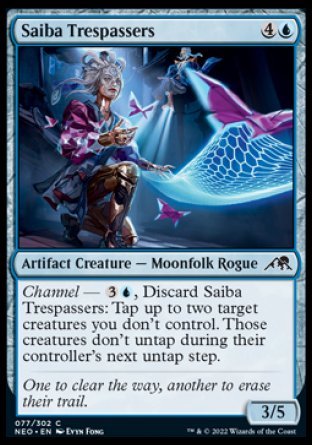 Saiba Trespassers 4
Artifact Creature — Moonfolk Rogue
Channel — 3, Discard Saiba
Trespassers: Tap up to two target
creatures you don't control. Those
creatures don't untap during their
controller's next untap step.
One to clear the way, another to erase
their trail.
3/5
077/302 C
NEO • EN EVYN FONG
™ & © 2022 Wizards of the Coast